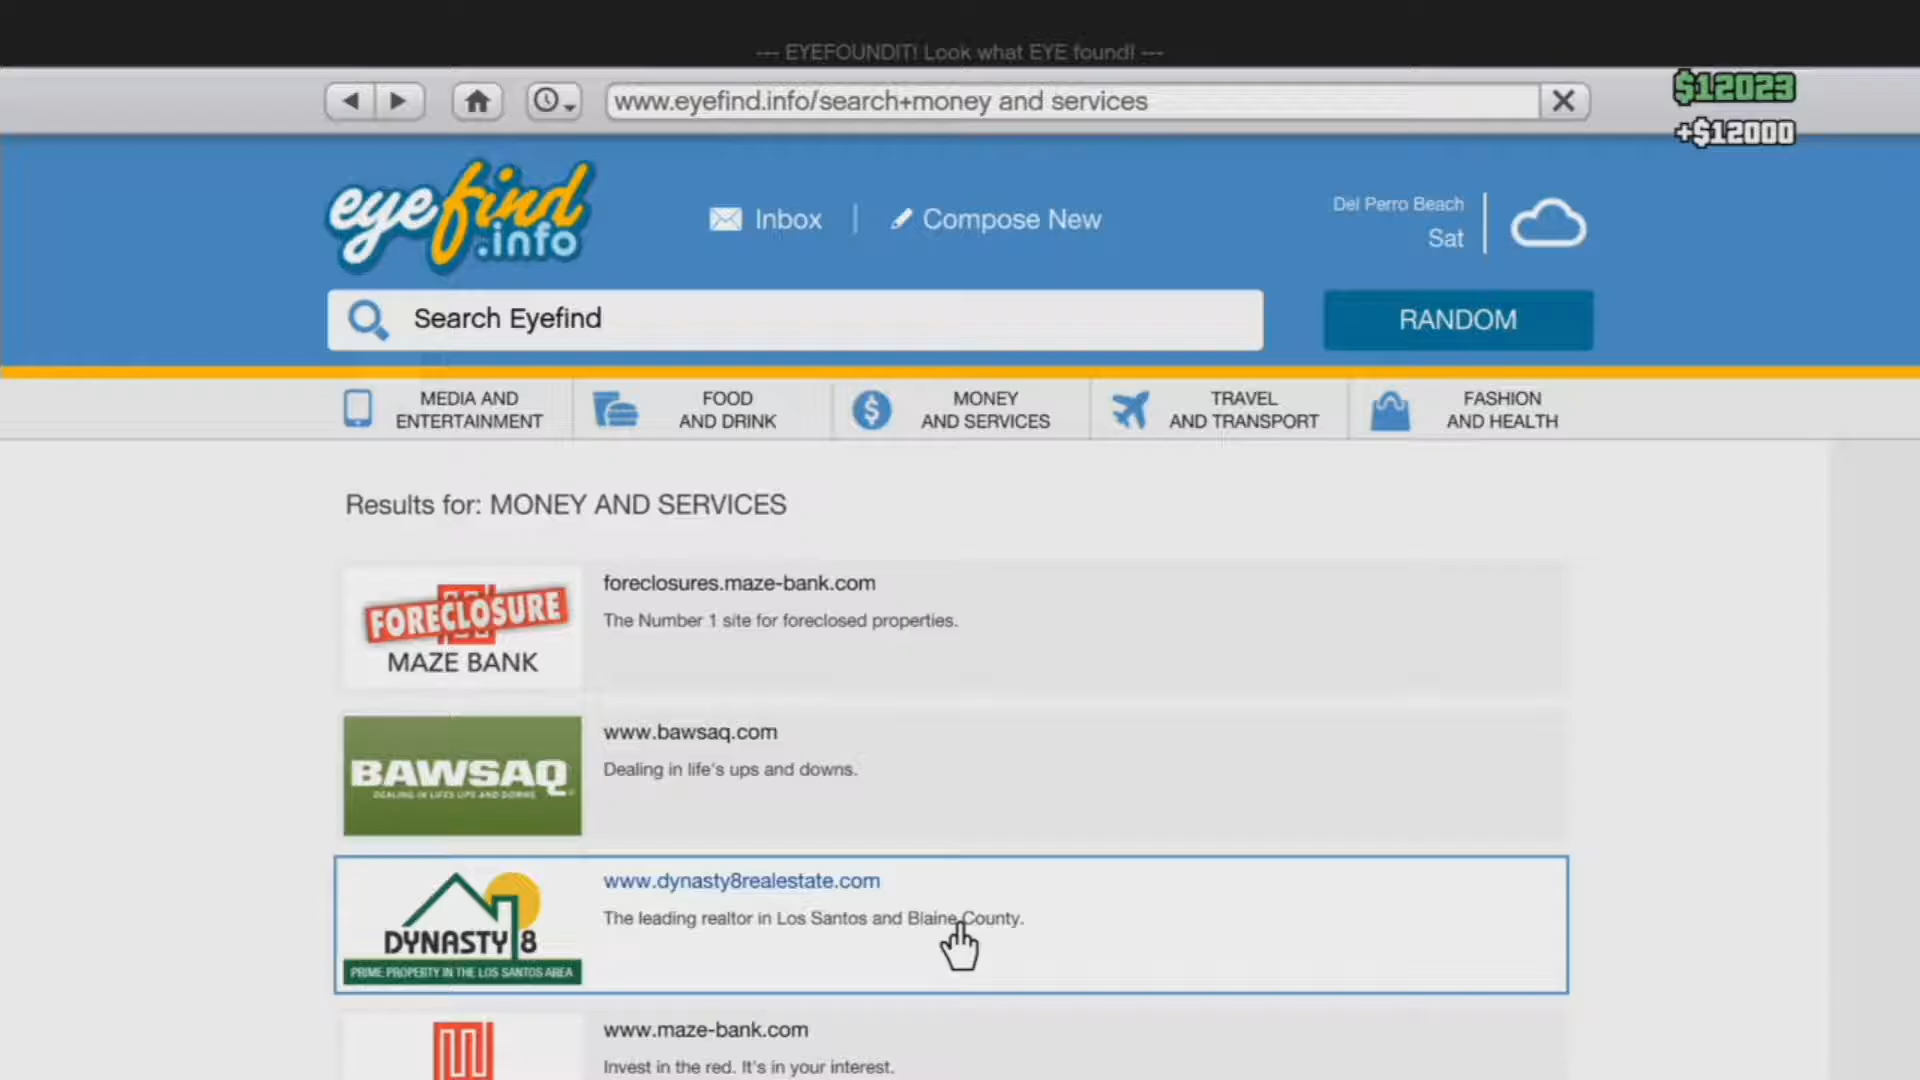 --- EYEFOUNDIT! Look what EYE found! ---
www.eyefind.info/search+money and services
$12023
+$12000
eyefind
.info
Inbox
Compose New
Del Perro Beach
Sat
Search Eyefind
RANDOM
MEDIA AND
ENTERTAINMENT
FOOD
AND DRINK
MONEY
AND SERVICES
TRAVEL
AND TRANSPORT
FASHION
AND HEALTH
Results for: MONEY AND SERVICES
FORECLOSURE
MAZE BANK
foreclosures.maze-bank.com
The Number 1 site for foreclosed properties.
BAWSAQ
DEALING IN LIFE'S UPS AND DOWNS
www.bawsaq.com
Dealing in life's ups and downs.
DYNASTY 8
PRIME PROPERTY IN THE LOS SANTOS AREA
www.dynasty8realestate.com
The leading realtor in Los Santos and Blaine County.
www.maze-bank.com
Invest in the red. It's in your interest.